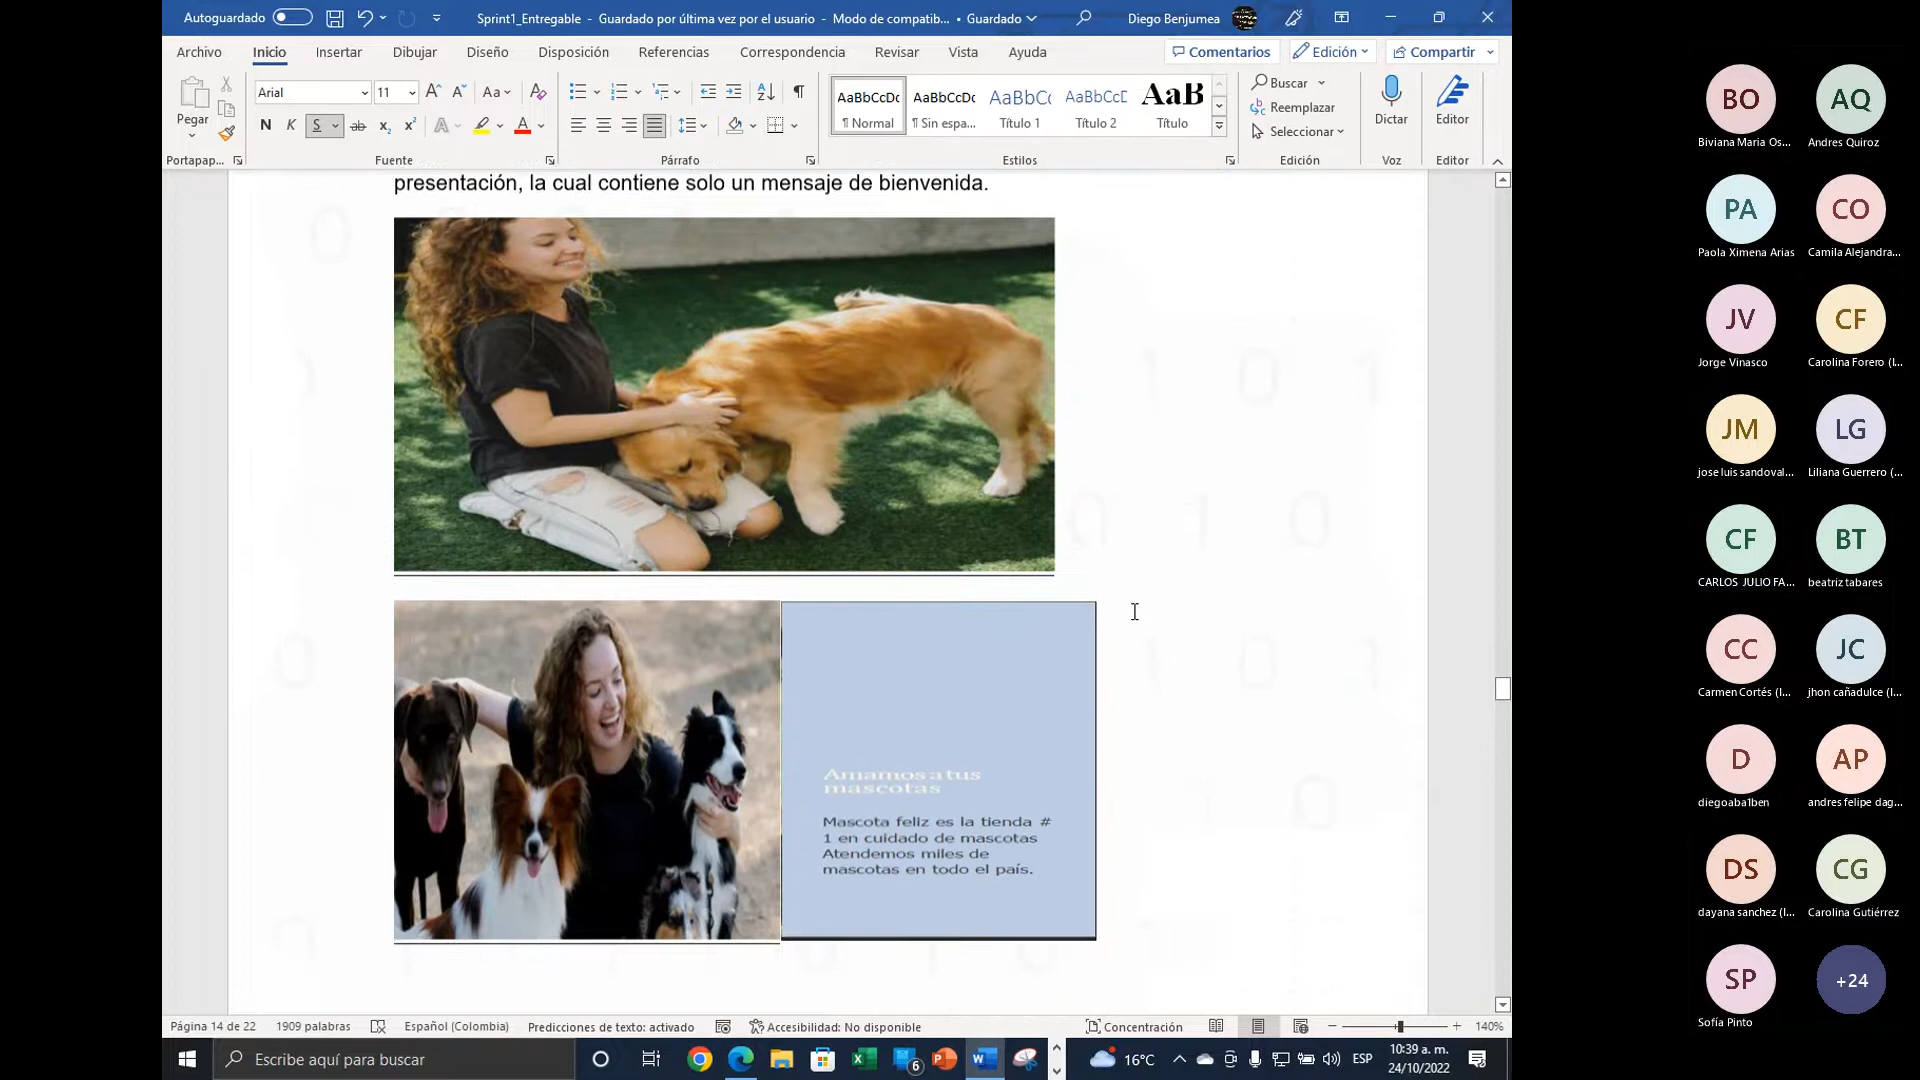 Autoguardado
Sprint1_Entregable - Guardado por última vez por el usuario - Modo de compatib... • Guardado
Diego Benjumea
Archivo Inicio Insertar Dibujar Diseño Disposición Referencias Correspondencia Revisar Vista Ayuda
Comentarios Edición Compartir
Pegar
Portapap...
Arial 11 A A Aa A
N K S ab x₂ x² A A
Fuente
Párrafo
AaBbCcDc AaBbCcDc AaBbCc AaBbCcD AaB
¶ Normal ¶ Sin espa... Título 1 Título 2 Título
Estilos
Buscar
Reemplazar
Seleccionar
Edición
Dictar
Voz
Editor
Editor
presentación, la cual contiene solo un mensaje de bienvenida.
Amamos a tus
mascotas
Mascota feliz es la tienda #
1 en cuidado de mascotas
Atendemos miles de
mascotas en todo el país.
Página 14 de 22 1909 palabras Español (Colombia) Predicciones de texto: activado Accesibilidad: No disponible Concentración 140%
Escribe aquí para buscar
6
16°C
ESP
10:39 a. m.
24/10/2022
BO AQ
Biviana Maria Os... Andres Quiroz
PA CO
Paola Ximena Arias Camila Alejandra...
JV CF
Jorge Vinasco Carolina Forero (I...
JM LG
jose luis sandoval... Liliana Guerrero (...
CF BT
CARLOS JULIO FA... beatriz tabares
CC JC
Carmen Cortés (I... jhon cañadulce (I...
D AP
diegoaba1ben andres felipe dag...
DS CG
dayana sanchez (I... Carolina Gutiérrez
SP +24
Sofía Pinto